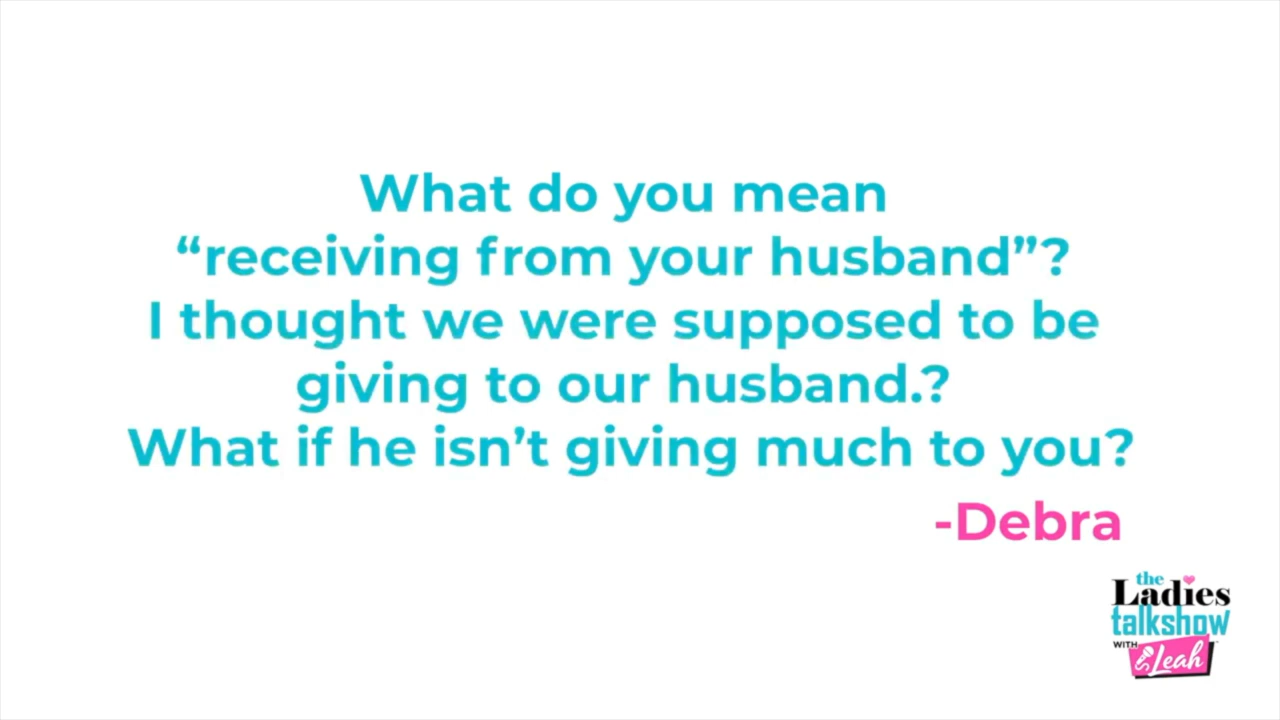 What do you mean
“receiving from your husband”?
I thought we were supposed to be
giving to our husband.?
What if he isn’t giving much to you?
-Debra
the
Ladies
talkshow
WITH
Leah